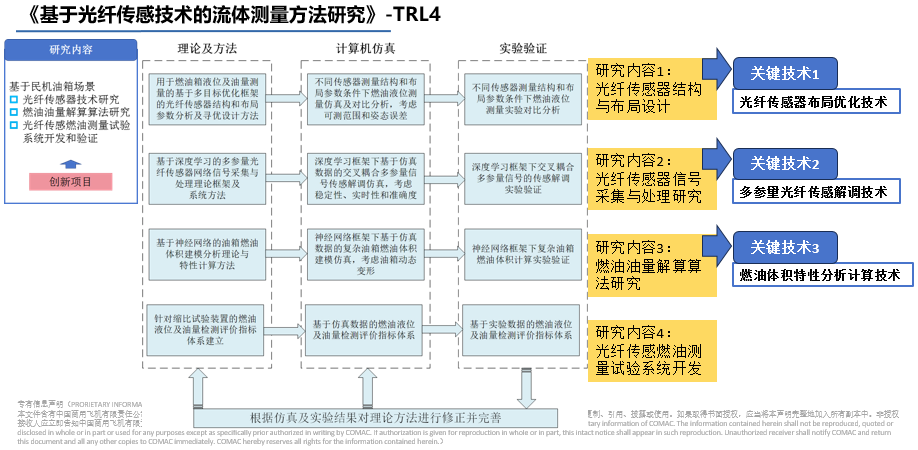 《基于光纤传感技术的流体测量方法研究》-TRL4
研究内容
基于民机油箱场景
光纤传感器技术研究
燃油油量解算算法研究
光纤传感燃油测量试验
系统开发和验证
创新项目
理论及方法
计算机仿真
实验验证
用于燃油箱液位及油量测
量的基于多目标优化框架
的光纤传感器结构和布局
参数分析及寻优设计方法
不同传感器测量结构和布
局参数条件下燃油液位测
量仿真及对比分析，考虑
可测范围和姿态误差
不同传感器测量结构和布
局参数条件下燃油液位
测量实验对比分析
研究内容1：
光纤传感器结构
与布局设计
关键技术1
光纤传感器布局优化技术
基于深度学习的多参量光
纤传感器网络信号采集与
处理理论框架及
系统方法
深度学习框架下基于仿真
数据的交叉耦合多参量信
号传感解调仿真，考虑
稳定性、实时性和准确度
深度学习框架下交叉耦合
多参量信号的传感解调
实验验证
研究内容2：
光纤传感器信号
采集与处理研究
关键技术2
多参量光纤传感解调技术
基于神经网络的油箱燃油
体积建模分析理论与
特性计算方法
神经网络框架下基于仿真
数据的复杂油箱燃油体积
建模仿真，考虑油箱动态
变形
神经网络框架下复杂油箱
燃油体积计算实验验证
研究内容3：
燃油油量解算算
法研究
关键技术3
燃油体积特性分析计算技术
针对缩比试验装置的燃油
液位及油量检测评价指标
体系建立
基于仿真数据的燃油液位
及油量检测评价指标体系
基于实验数据的燃油液位
及油量检测评价指标体系
研究内容4：
光纤传感燃油测
量试验系统开发
根据仿真及实验结果对理论方法进行修正并完善
专有信息声明（PRORIETARY INFORMA
本文件含有中国商用飞机有限责任公
制、引用、披露或使用。如果取得书面授权，应当将本声明完整地加入所有副本中。非授权
接收人应立即告知中国商用飞机有限
tary information of COMAC. The information contained herein shall not be reproduced, quoted or
disclosed in whole or in part or used for any purposes except as specifically prior authorized in writing by COMAC. If authorization is given for reproduction in whole or in part, this intact notice shall appear in such reproduction. Unauthorized receiver shall notify COMAC and return
this document and all any other copies to COMAC immediately. COMAC hereby reserves all rights for the information contained herein.）